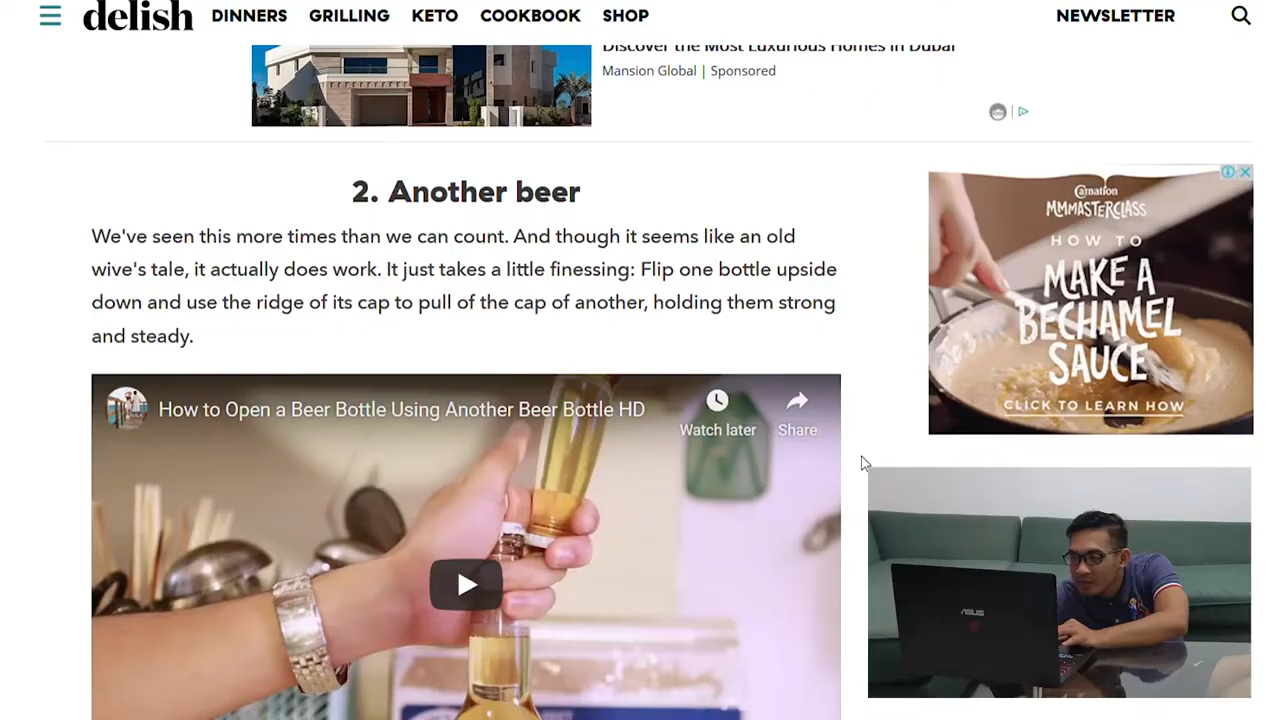 delish DINNERS GRILLING KETO COOKBOOK SHOP NEWSLETTER
Discover the Most Luxurious Homes in Dubai
Mansion Global | Sponsored
2. Another beer
We've seen this more times than we can count. And though it seems like an old
wive's tale, it actually does work. It just takes a little finessing: Flip one bottle upside
down and use the ridge of its cap to pull of the cap of another, holding them strong
and steady.
How to Open a Beer Bottle Using Another Beer Bottle HD
Watch later
Share
Carnation
MMMASTERCLASS
HOW TO
MAKE A
BECHAMEL
SAUCE
CLICK TO LEARN HOW
ASUS